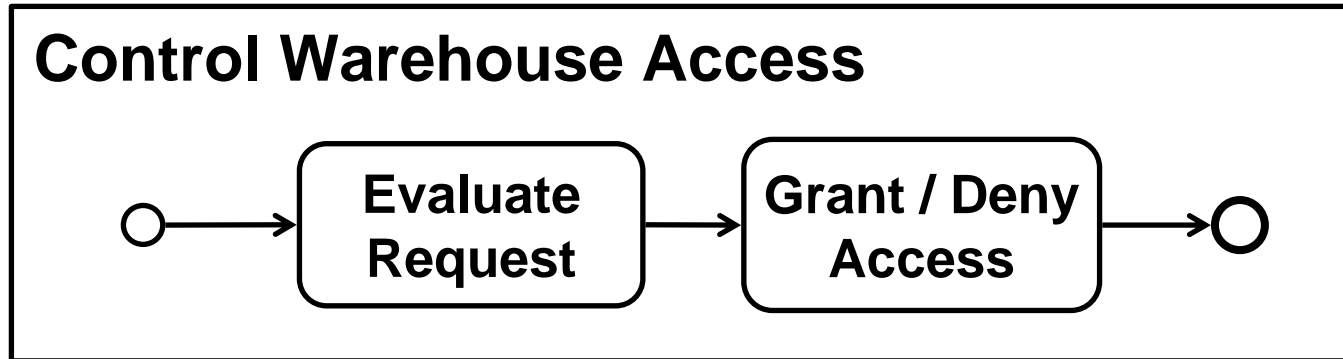 Control Warehouse Access
Evaluate
Request
Grant / Deny
Access